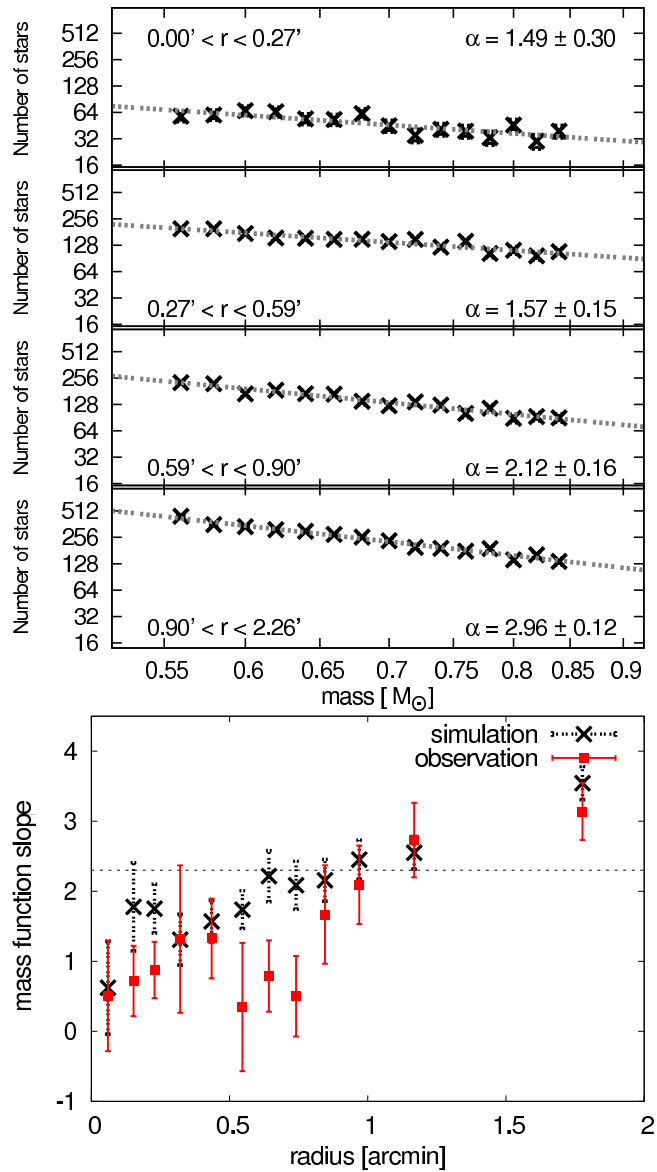 Number of stars
512
256
128
64
32
16
0.00' < r < 0.27'
α = 1.49 ± 0.30
Number of stars
512
256
128
64
32
16
0.27' < r < 0.59'
α = 1.57 ± 0.15
Number of stars
512
256
128
64
32
16
0.59' < r < 0.90'
α = 2.12 ± 0.16
Number of stars
512
256
128
64
32
16
0.90' < r < 2.26'
α = 2.96 ± 0.12
0.55 0.6 0.65 0.7 0.75 0.8 0.85 0.9
mass [ M⊙]
mass function slope
4
3
2
1
0
-1
simulation
observation
0 0.5 1 1.5 2
radius [arcmin]